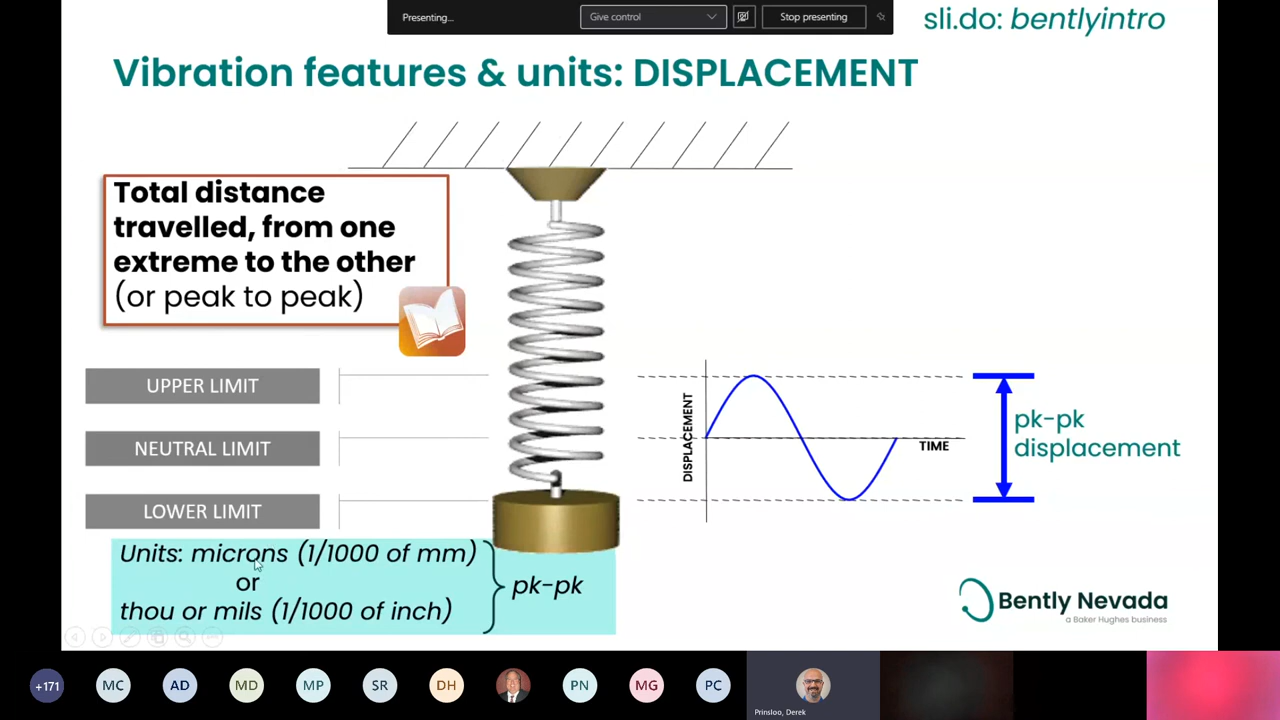 Presenting...
Give control
Stop presenting
sli.do: bentlyintro
Vibration features & units: DISPLACEMENT
Total distance
travelled, from one
extreme to the other
(or peak to peak)
UPPER LIMIT
NEUTRAL LIMIT
LOWER LIMIT
DISPLACEMENT
TIME
pk-pk
displacement
Units: microns (1/1000 of mm)
or
thou or mils (1/1000 of inch)
pk-pk
Bently Nevada
a Baker Hughes business
+171
MC
AD
MD
MP
SR
DH
PN
MG
PC
Prinsloo, Derek